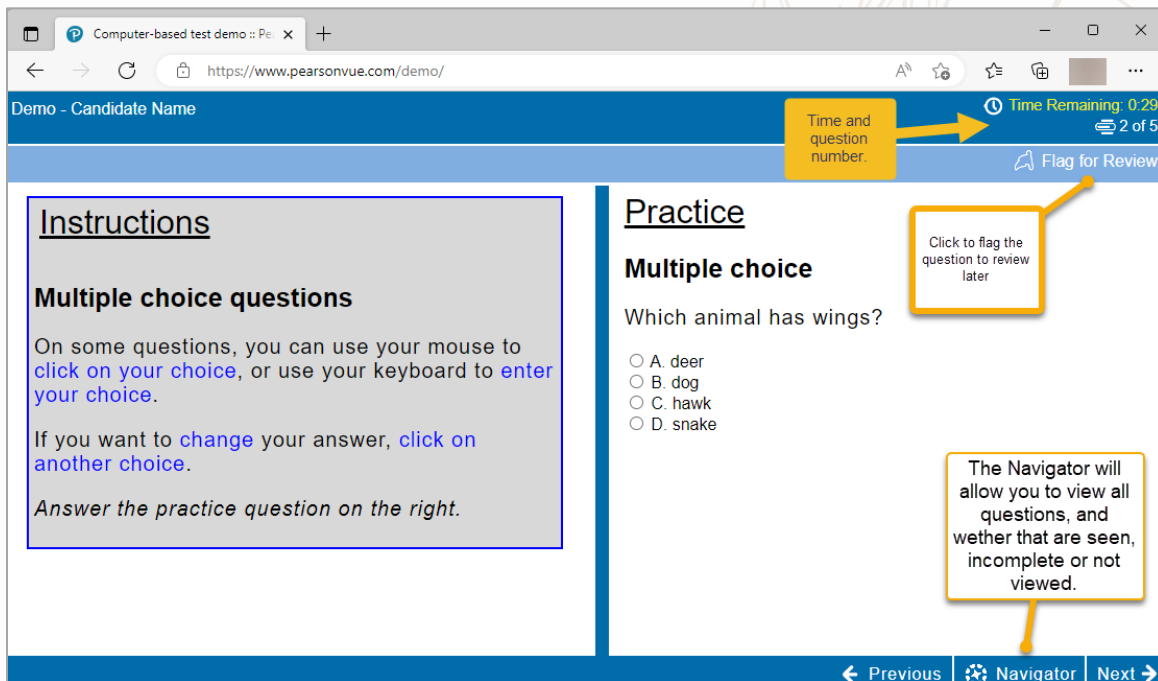 Computer-based test demo :: Pe
https://www.pearsonvue.com/demo/
Demo - Candidate Name
Time Remaining: 0:29
2 of 5
Time and
question
number.
Flag for Review
Click to flag the
question to review
later
Instructions
Multiple choice questions
On some questions, you can use your mouse to
click on your choice, or use your keyboard to enter
your choice.
If you want to change your answer, click on
another choice.
Answer the practice question on the right.
Practice
Multiple choice
Which animal has wings?
A. deer
B. dog
C. hawk
D. snake
The Navigator will
allow you to view all
questions, and
wether that are seen,
incomplete or not
viewed.
Previous
Navigator
Next